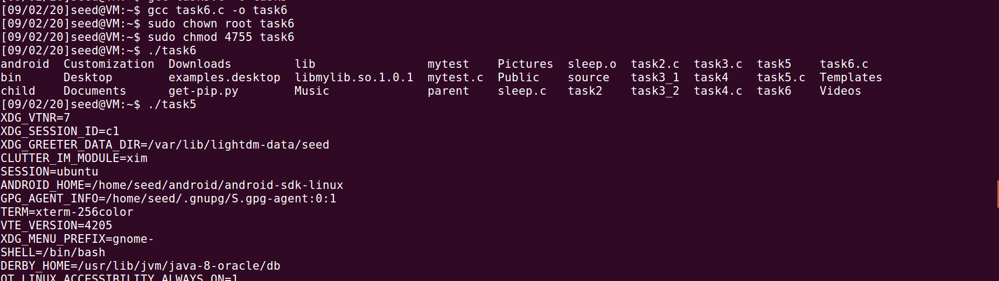 [09/02/20]seed@VM:~$ gcc task6.c -o task6
[09/02/20]seed@VM:~$ sudo chown root task6
[09/02/20]seed@VM:~$ sudo chmod 4755 task6
[09/02/20]seed@VM:~$ ./task6
android  Customization  Downloads         lib                mytest    Pictures  sleep.o  task2.c  task3.c  task5    task6.c
bin      Desktop        examples.desktop  libmylib.so.1.0.1  mytest.c  Public    source   task3_1  task4    task5.c  Templates
child    Documents      get-pip.py        Music              parent    sleep.c   task2    task3_2  task4.c  task6    Videos
[09/02/20]seed@VM:~$ ./task5
XDG_VTNR=7
XDG_SESSION_ID=c1
XDG_GREETER_DATA_DIR=/var/lib/lightdm-data/seed
CLUTTER_IM_MODULE=xim
SESSION=ubuntu
ANDROID_HOME=/home/seed/android/android-sdk-linux
GPG_AGENT_INFO=/home/seed/.gnupg/S.gpg-agent:0:1
TERM=xterm-256color
VTE_VERSION=4205
XDG_MENU_PREFIX=gnome-
SHELL=/bin/bash
DERBY_HOME=/usr/lib/jvm/java-8-oracle/db
QT_LINUX_ACCESSIBILITY_ALWAYS_ON=1